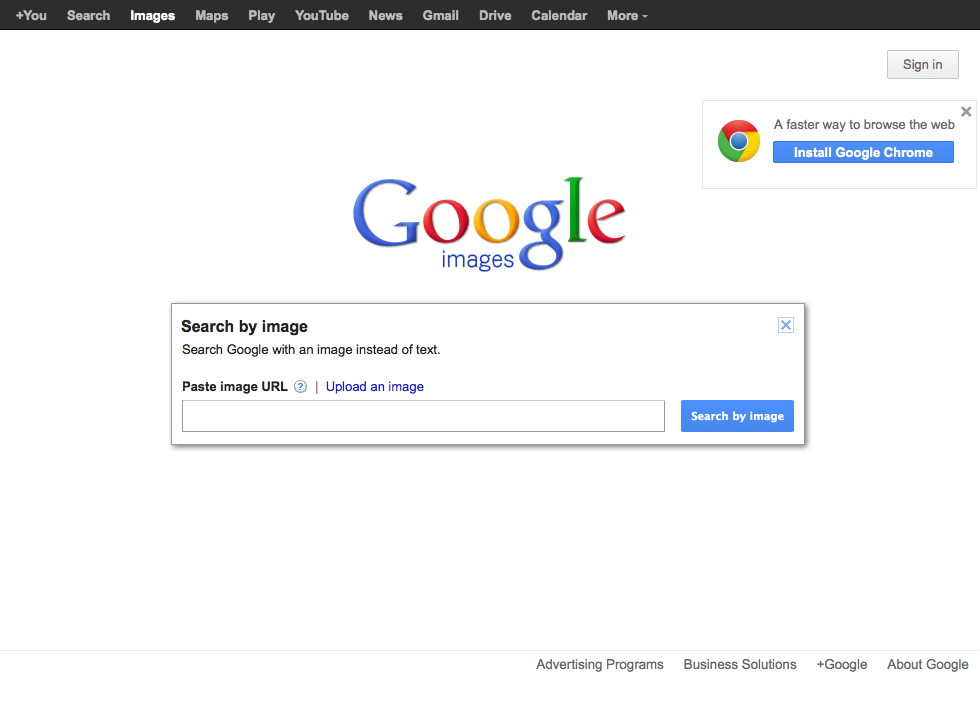 +You Search Images Maps Play YouTube News Gmail Drive Calendar More
Sign in
A faster way to browse the web
Install Google Chrome
Google
images
Search by image
Search Google with an image instead of text.
Paste image URL ? | Upload an image
Search by image
Advertising Programs Business Solutions +Google About Google